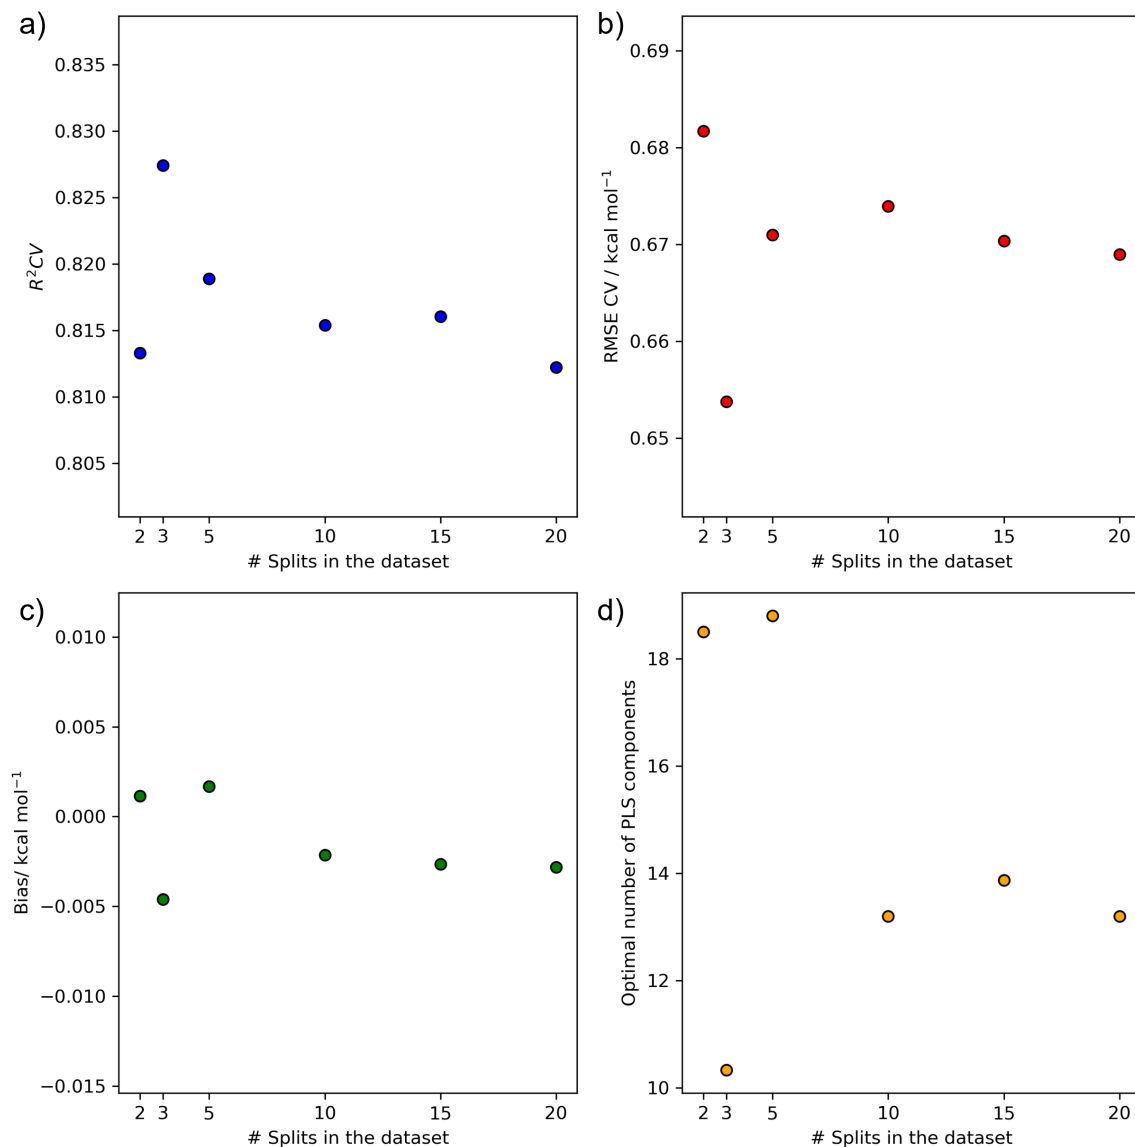 a)
0.835
0.830
0.825
0.820
0.815
0.810
0.805
R²CV
2 3 5 10 15 20
# Splits in the dataset
b)
0.69
0.68
0.67
0.66
0.65
RMSE CV / kcal mol⁻¹
2 3 5 10 15 20
# Splits in the dataset
c)
0.010
0.005
0.000
−0.005
−0.010
−0.015
Bias/ kcal mol⁻¹
2 3 5 10 15 20
# Splits in the dataset
d)
18
16
14
12
10
Optimal number of PLS components
2 3 5 10 15 20
# Splits in the dataset